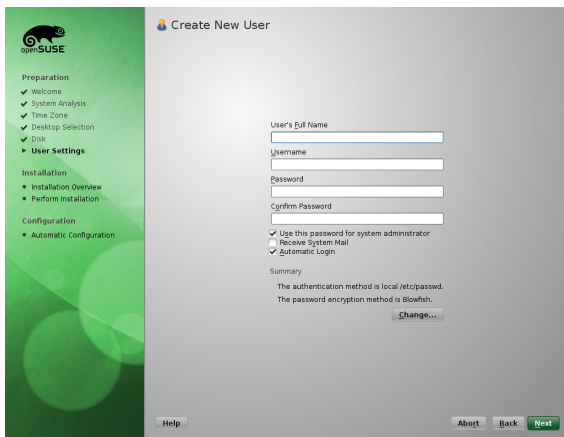 openSUSE
Preparation
Welcome
System Analysis
Time Zone
Desktop Selection
Disk
User Settings
Installation
Installation Overview
Perform Installation
Configuration
Automatic Configuration
Create New User
User's Full Name
Username
Password
Confirm Password
Use this password for system administrator
Receive System Mail
Automatic Login
Summary
The authentication method is local /etc/passwd.
The password encryption method is Blowfish.
Change...
Help
Abort
Back
Next